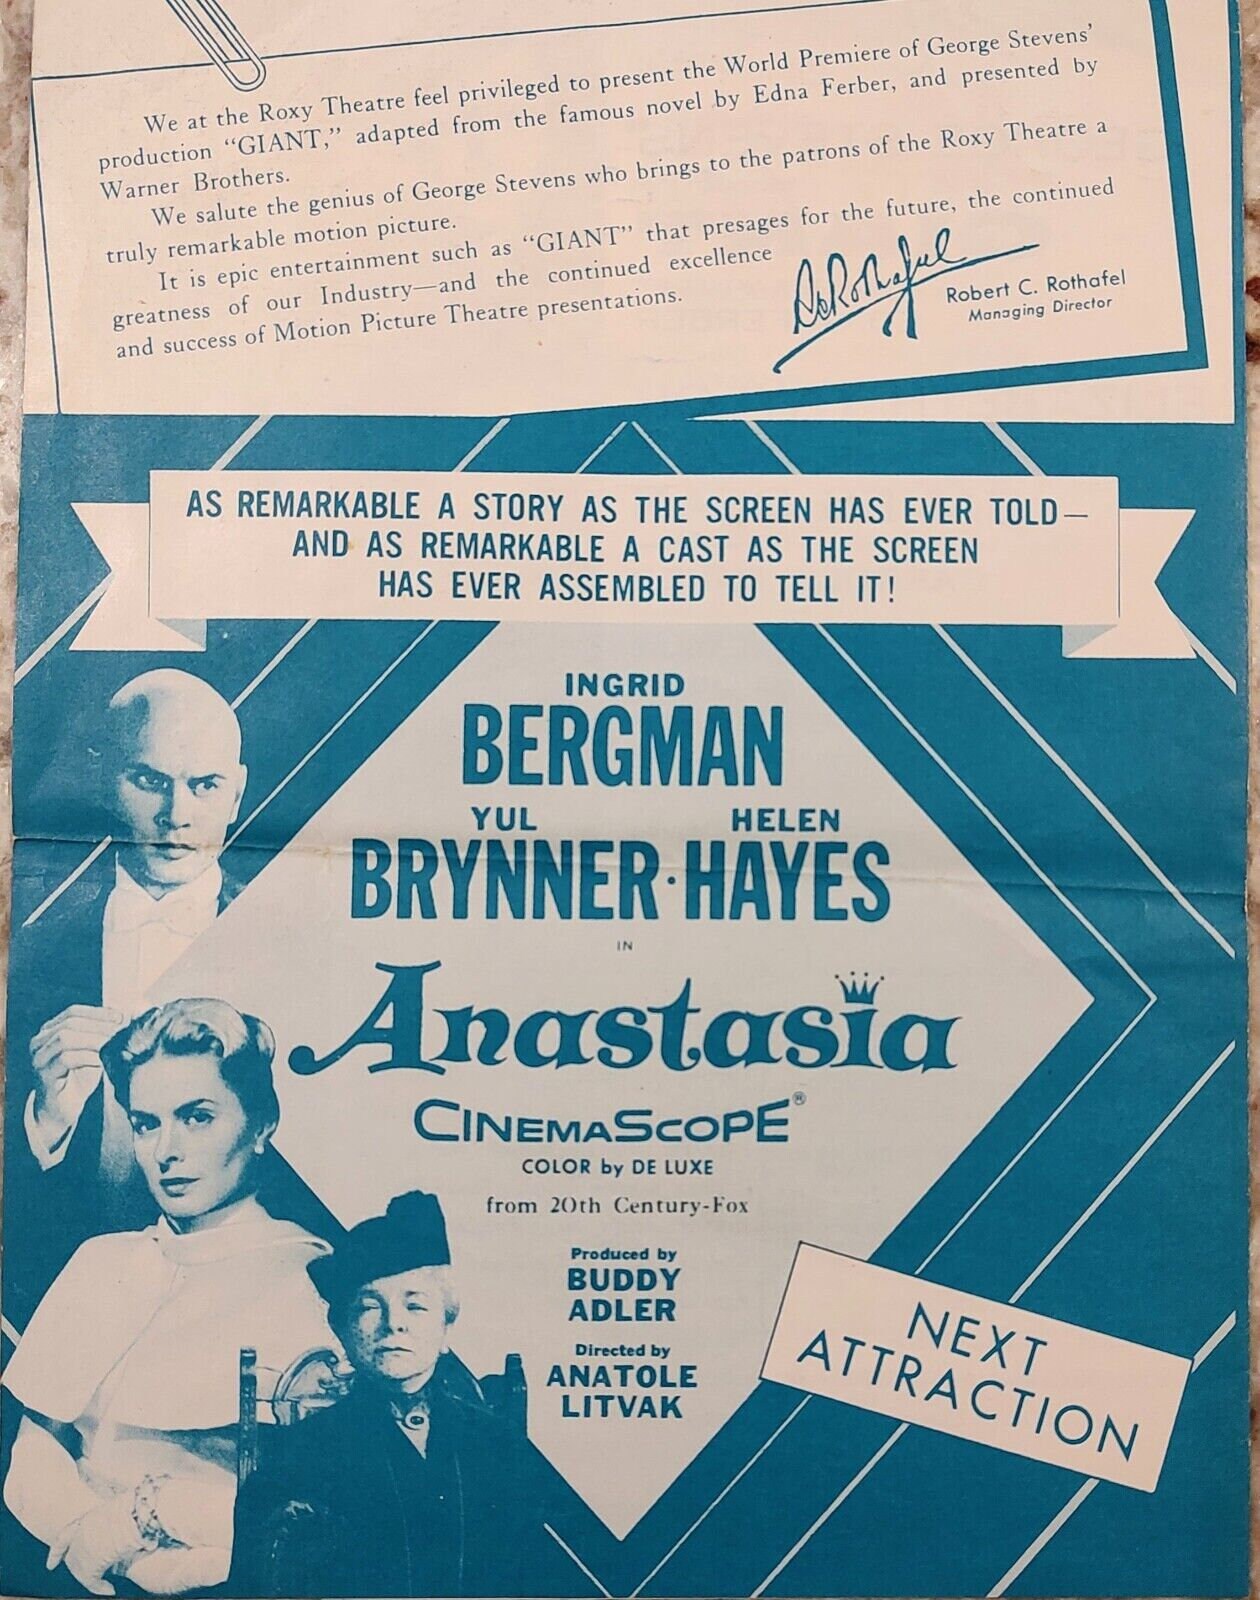 We at the Roxy Theatre feel privileged to present the World Premiere of George Stevens'
production "GIANT," adapted from the famous novel by Edna Ferber, and presented by
Warner Brothers.
We salute the genius of George Stevens who brings to the patrons of the Roxy Theatre a
truly remarkable motion picture.
It is epic entertainment such as "GIANT" that presages for the future, the continued
greatness of our Industry—and the continued excellence
and success of Motion Picture Theatre presentations.
RCRothafel
Robert C. Rothafel
Managing Director
AS REMARKABLE A STORY AS THE SCREEN HAS EVER TOLD—
AND AS REMARKABLE A CAST AS THE SCREEN
HAS EVER ASSEMBLED TO TELL IT!
INGRID
BERGMAN
YUL HELEN
BRYNNER·HAYES
IN
Anastasia
CINEMASCOPE®
COLOR by DE LUXE
from 20th Century-Fox
Produced by
BUDDY
ADLER
Directed by
ANATOLE
LITVAK
NEXT
ATTRACTION